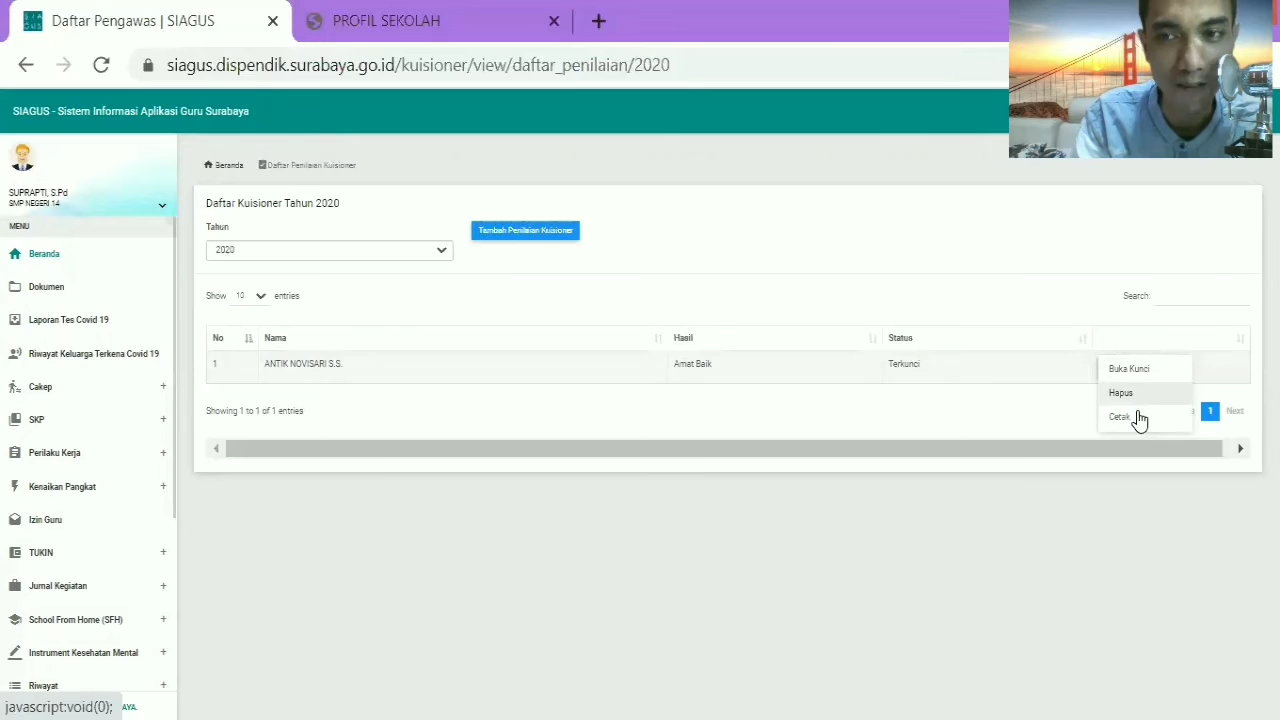 Daftar Pengawas | SIAGUS
PROFIL SEKOLAH
siagus.dispendik.surabaya.go.id/kuisioner/view/daftar_penilaian/2020
SIAGUS - Sistem Informasi Aplikasi Guru Surabaya
SUPRAPTI, S.Pd
SMP NEGERI 14
MENU
Beranda
Dokumen
Laporan Tes Covid 19
Riwayat Keluarga Terkena Covid 19
Cakep +
SKP +
Perilaku Kerja +
Kenaikan Pangkat +
Izin Guru
TUKIN +
Jurnal Kegiatan +
School From Home (SFH) +
Instrument Kesehatan Mental +
Riwayat +
javascript:void(0);
AYA.
Beranda Daftar Penilaian Kuisioner
Daftar Kuisioner Tahun 2020
Tahun
2020
Tambah Penilaian Kuisioner
Show 10 entries
Search:
No Nama Hasil Status
1 ANTIK NOVISARI S.S. Amat Baik Terkunci
Buka Kunci
Hapus
Cetak
Showing 1 to 1 of 1 entries
1 Next